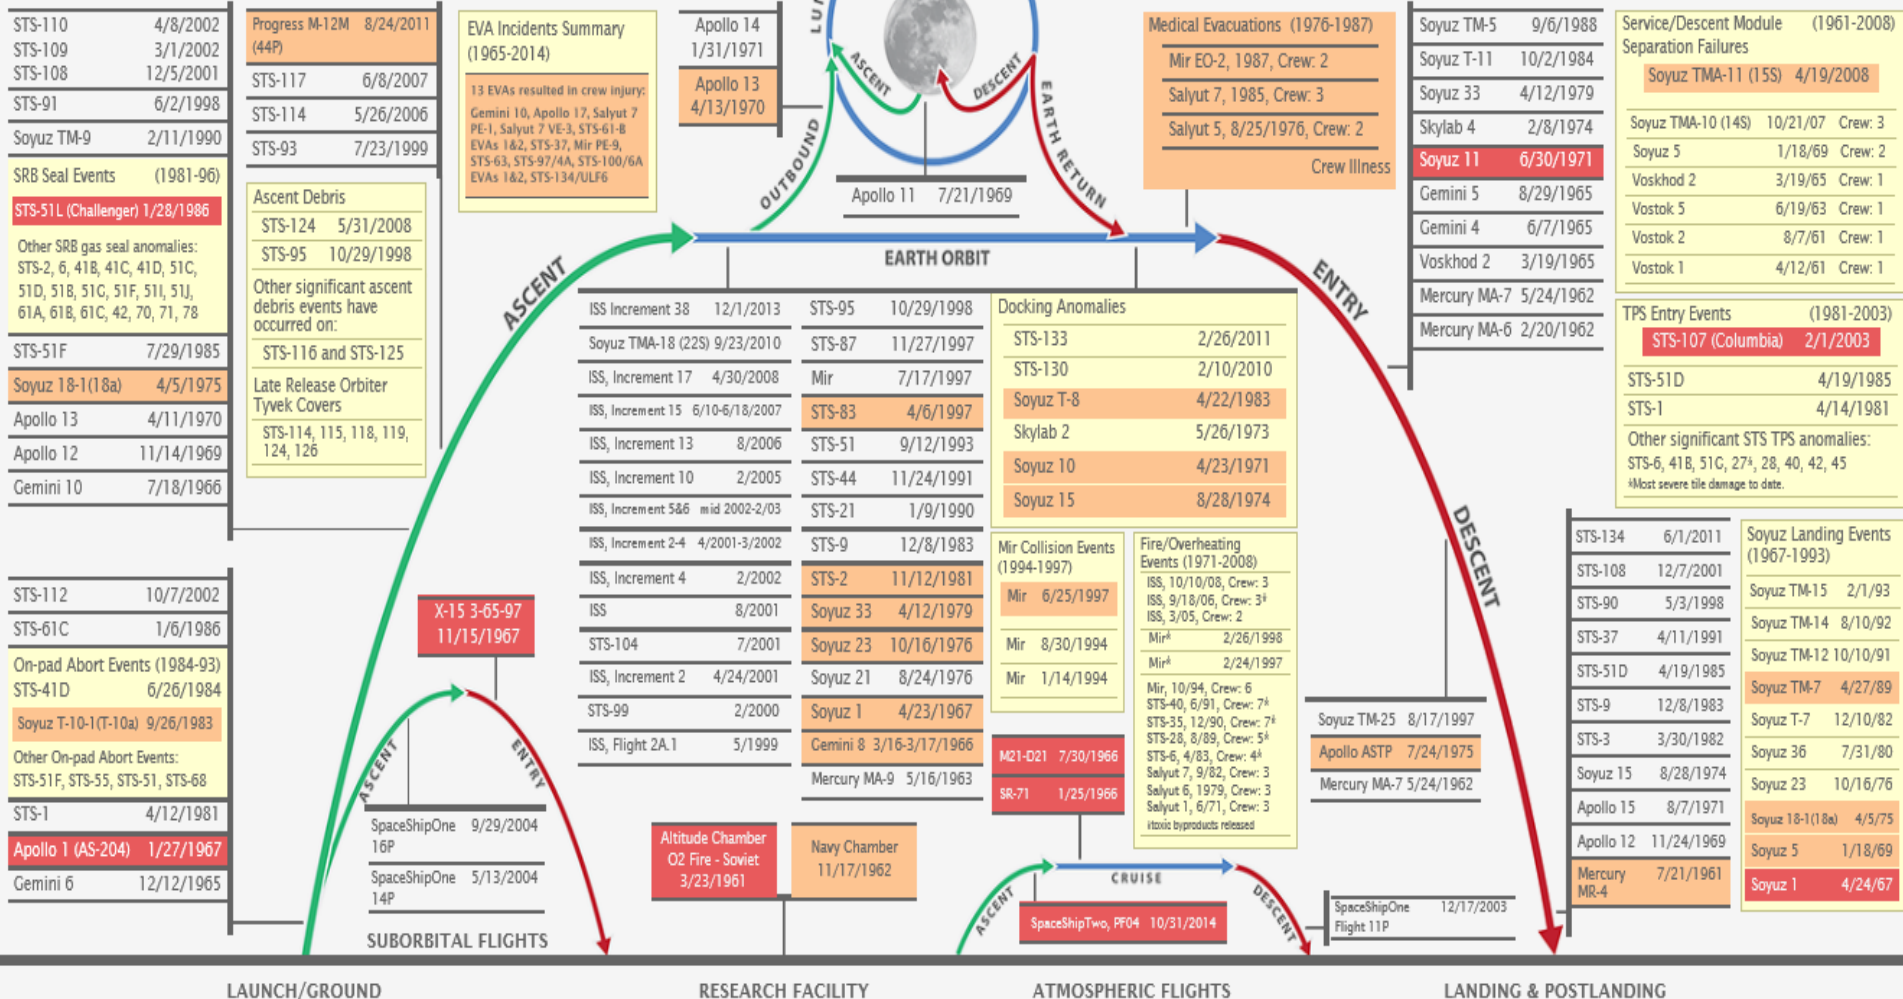 STS-110 4/8/2002
STS-109 3/1/2002
STS-108 12/5/2001
STS-91 6/2/1998
Soyuz TM-9 2/11/1990
SRB Seal Events (1981-96)
STS-51L (Challenger) 1/28/1986
Other SRB gas seal anomalies:
STS-2, 6, 41B, 41C, 41D, 51C,
51D, 51B, 51G, 51F, 51I, 51J,
61A, 61B, 61C, 42, 70, 71, 78
STS-51F 7/29/1985
Soyuz 18-1(18a) 4/5/1975
Apollo 13 4/11/1970
Apollo 12 11/14/1969
Gemini 10 7/18/1966
STS-112 10/7/2002
STS-61C 1/6/1986
On-pad Abort Events (1984-93)
STS-41D 6/26/1984
Soyuz T-10-1(T-10a) 9/26/1983
Other On-pad Abort Events:
STS-51F, STS-55, STS-51, STS-68
STS-1 4/12/1981
Apollo 1 (AS-204) 1/27/1967
Gemini 6 12/12/1965
Progress M-12M 8/24/2011
(44P)
STS-117 6/8/2007
STS-114 5/26/2006
STS-93 7/23/1999
Ascent Debris
STS-124 5/31/2008
STS-95 10/29/1998
Other significant ascent
debris events have
occurred on:
STS-116 and STS-125
Late Release Orbiter
Tyvek Covers
STS-114, 115, 118, 119,
124, 126
EVA Incidents Summary
(1965-2014)
13 EVAs resulted in crew injury:
Gemini 10, Apollo 17, Salyut 7
PE-1, Salyut 7 VE-3, STS-61-B
EVAs 1&2, STS-37, Mir PE-9,
STS-63, STS-97/4A, STS-100/6A
EVAs 1&2, STS-134/ULF6
Apollo 14
1/31/1971
Apollo 13
4/13/1970
LU
ASCENT
DESCENT
OUTBOUND
EARTH RETURN
Apollo 11 7/21/1969
Medical Evacuations (1976-1987)
Mir EO-2, 1987, Crew: 2
Salyut 7, 1985, Crew: 3
Salyut 5, 8/25/1976, Crew: 2
Crew Illness
ASCENT
EARTH ORBIT
ENTRY
DESCENT
ISS Increment 38 12/1/2013
Soyuz TMA-18 (22S) 9/23/2010
ISS, Increment 17 4/30/2008
ISS, Increment 15 6/10-6/18/2007
ISS, Increment 13 8/2006
ISS, Increment 10 2/2005
ISS, Increment 5&6 mid 2002-2/03
ISS, Increment 2-4 4/2001-3/2002
ISS, Increment 4 2/2002
ISS 8/2001
STS-104 7/2001
ISS, Increment 2 4/24/2001
STS-99 2/2000
ISS, Flight 2A.1 5/1999
STS-95 10/29/1998
STS-87 11/27/1997
Mir 7/17/1997
STS-83 4/6/1997
STS-51 9/12/1993
STS-44 11/24/1991
STS-21 1/9/1990
STS-9 12/8/1983
STS-2 11/12/1981
Soyuz 33 4/12/1979
Soyuz 23 10/16/1976
Soyuz 21 8/24/1976
Soyuz 1 4/23/1967
Gemini 8 3/16-3/17/1966
Mercury MA-9 5/16/1963
Docking Anomalies
STS-133 2/26/2011
STS-130 2/10/2010
Soyuz T-8 4/22/1983
Skylab 2 5/26/1973
Soyuz 10 4/23/1971
Soyuz 15 8/28/1974
Mir Collision Events
(1994-1997)
Mir 6/25/1997
Mir 8/30/1994
Mir 1/14/1994
Fire/Overheating
Events (1971-2008)
ISS, 10/10/08, Crew: 3
ISS, 9/18/06, Crew: 3*
ISS, 3/05, Crew: 2
Mir* 2/26/1998
Mir* 2/24/1997
Mir, 10/94, Crew: 6
STS-40, 6/91, Crew: 7*
STS-35, 12/90, Crew: 7*
STS-28, 8/89, Crew: 5*
STS-6, 4/83, Crew: 4*
Salyut 7, 9/82, Crew: 3
Salyut 6, 1979, Crew: 3
Salyut 1, 6/71, Crew: 3
*toxic byproducts released
M21-D21 7/30/1966
SR-71 1/25/1966
X-15 3-65-97
11/15/1967
ASCENT
ENTRY
SpaceShipOne 9/29/2004
16P
SpaceShipOne 5/13/2004
14P
SUBORBITAL FLIGHTS
Altitude Chamber
O2 Fire - Soviet
3/23/1961
Navy Chamber
11/17/1962
ASCENT
CRUISE
DESCENT
SpaceShipTwo, PF04 10/31/2014
SpaceShipOne 12/17/2003
Flight 11P
Soyuz TM-25 8/17/1997
Apollo ASTP 7/24/1975
Mercury MA-7 5/24/1962
Soyuz TM-5 9/6/1988
Soyuz T-11 10/2/1984
Soyuz 33 4/12/1979
Skylab 4 2/8/1974
Soyuz 11 6/30/1971
Gemini 5 8/29/1965
Gemini 4 6/7/1965
Voskhod 2 3/19/1965
Mercury MA-7 5/24/1962
Mercury MA-6 2/20/1962
Service/Descent Module (1961-2008)
Separation Failures
Soyuz TMA-11 (15S) 4/19/2008
Soyuz TMA-10 (14S) 10/21/07 Crew: 3
Soyuz 5 1/18/69 Crew: 2
Voskhod 2 3/19/65 Crew: 1
Vostok 5 6/19/63 Crew: 1
Vostok 2 8/7/61 Crew: 1
Vostok 1 4/12/61 Crew: 1
TPS Entry Events (1981-2003)
STS-107 (Columbia) 2/1/2003
STS-51D 4/19/1985
STS-1 4/14/1981
Other significant STS TPS anomalies:
STS-6, 41B, 51G, 27*, 28, 40, 42, 45
*Most severe tile damage to date.
STS-134 6/1/2011
STS-108 12/7/2001
STS-90 5/3/1998
STS-37 4/11/1991
STS-51D 4/19/1985
STS-9 12/8/1983
STS-3 3/30/1982
Soyuz 15 8/28/1974
Apollo 15 8/7/1971
Apollo 12 11/24/1969
Mercury 7/21/1961
MR-4
Soyuz Landing Events
(1967-1993)
Soyuz TM-15 2/1/93
Soyuz TM-14 8/10/92
Soyuz TM-12 10/10/91
Soyuz TM-7 4/27/89
Soyuz T-7 12/10/82
Soyuz 36 7/31/80
Soyuz 23 10/16/76
Soyuz 18-1(18a) 4/5/75
Soyuz 5 1/18/69
Soyuz 1 4/24/67
LAUNCH/GROUND
RESEARCH FACILITY
ATMOSPHERIC FLIGHTS
LANDING & POSTLANDING